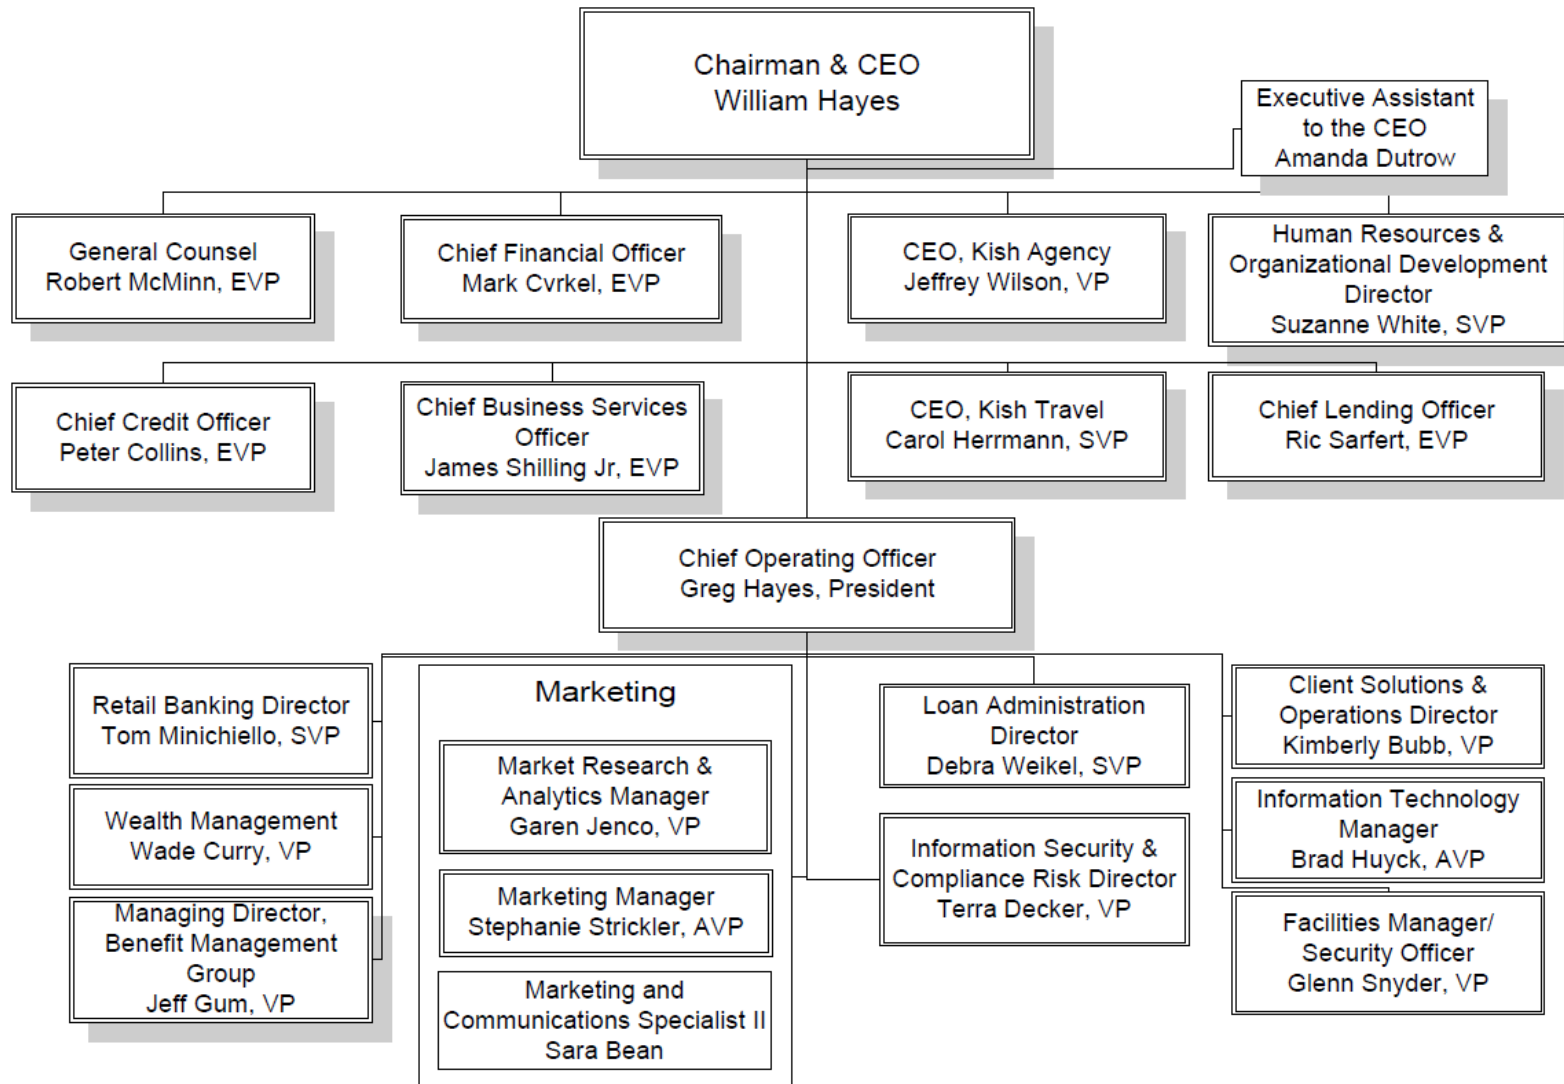 Chairman & CEO
William Hayes
Executive Assistant
to the CEO
Amanda Dutrow
General Counsel
Robert McMinn, EVP
Chief Financial Officer
Mark Cvrkel, EVP
CEO, Kish Agency
Jeffrey Wilson, VP
Human Resources &
Organizational Development
Director
Suzanne White, SVP
Chief Credit Officer
Peter Collins, EVP
Chief Business Services
Officer
James Shilling Jr, EVP
CEO, Kish Travel
Carol Herrmann, SVP
Chief Lending Officer
Ric Sarfert, EVP
Chief Operating Officer
Greg Hayes, President
Retail Banking Director
Tom Minichiello, SVP
Wealth Management
Wade Curry, VP
Managing Director,
Benefit Management
Group
Jeff Gum, VP
Marketing
Market Research &
Analytics Manager
Garen Jenco, VP
Marketing Manager
Stephanie Strickler, AVP
Marketing and
Communications Specialist II
Sara Bean
Loan Administration
Director
Debra Weikel, SVP
Information Security &
Compliance Risk Director
Terra Decker, VP
Client Solutions &
Operations Director
Kimberly Bubb, VP
Information Technology
Manager
Brad Huyck, AVP
Facilities Manager/
Security Officer
Glenn Snyder, VP